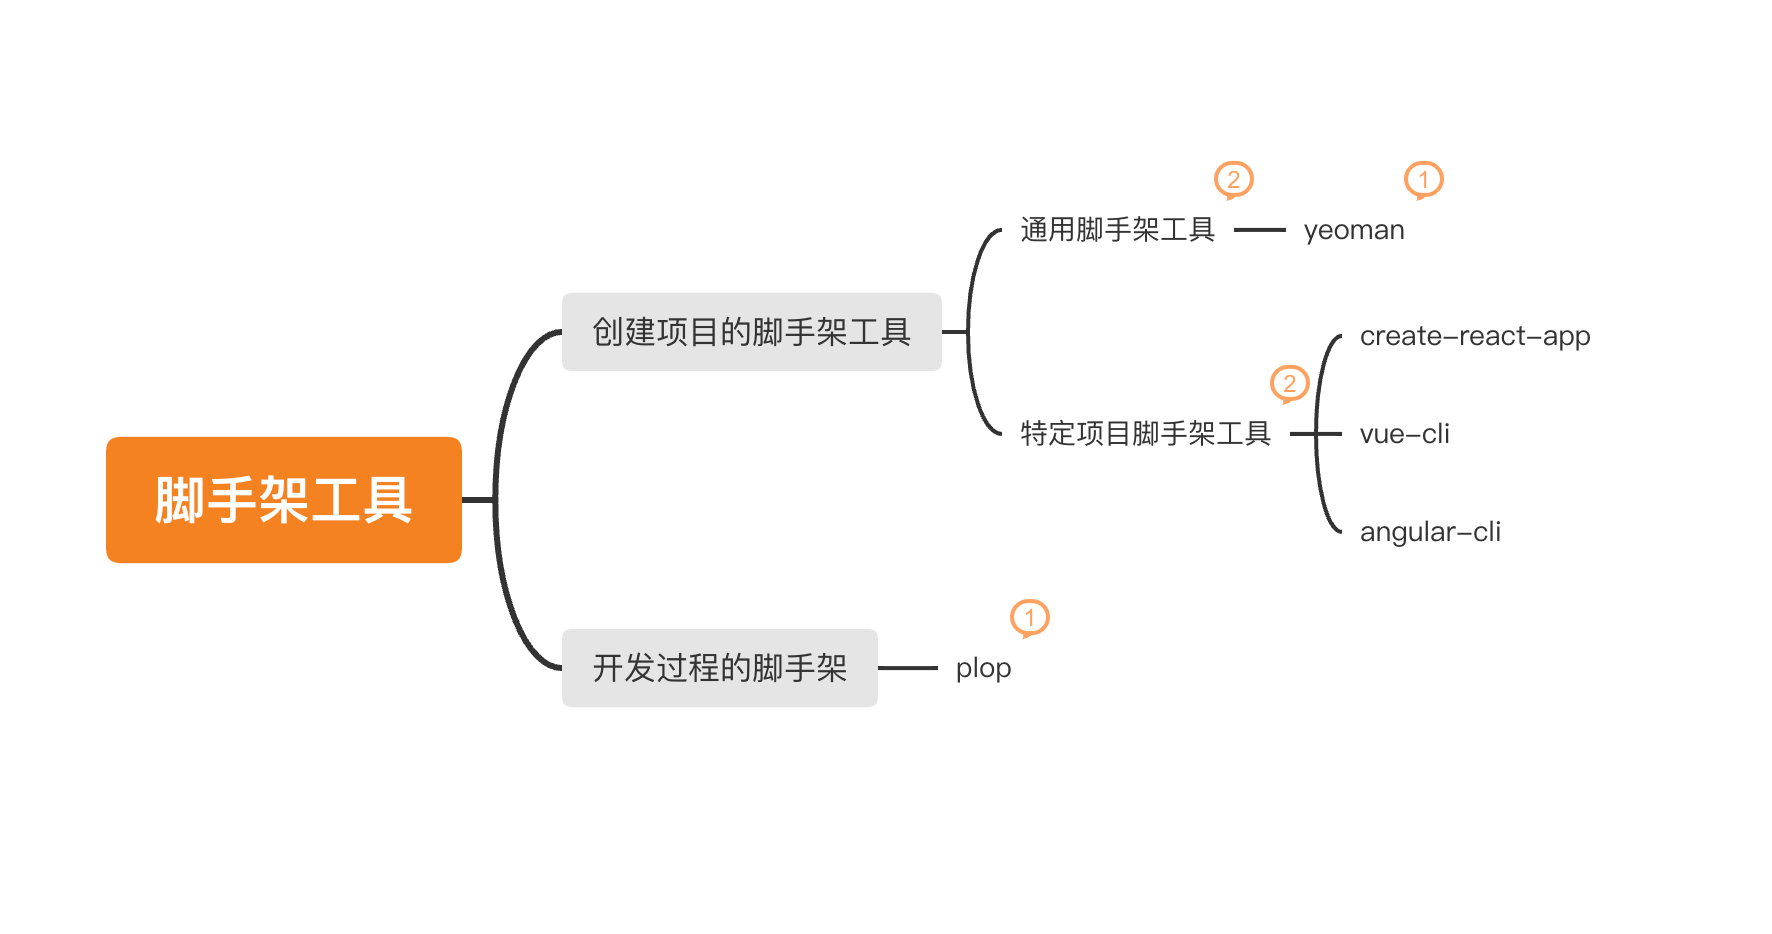 脚手架工具
创建项目的脚手架工具
通用脚手架工具
2
yeoman
1
特定项目脚手架工具
2
create-react-app
vue-cli
angular-cli
开发过程的脚手架
plop
1